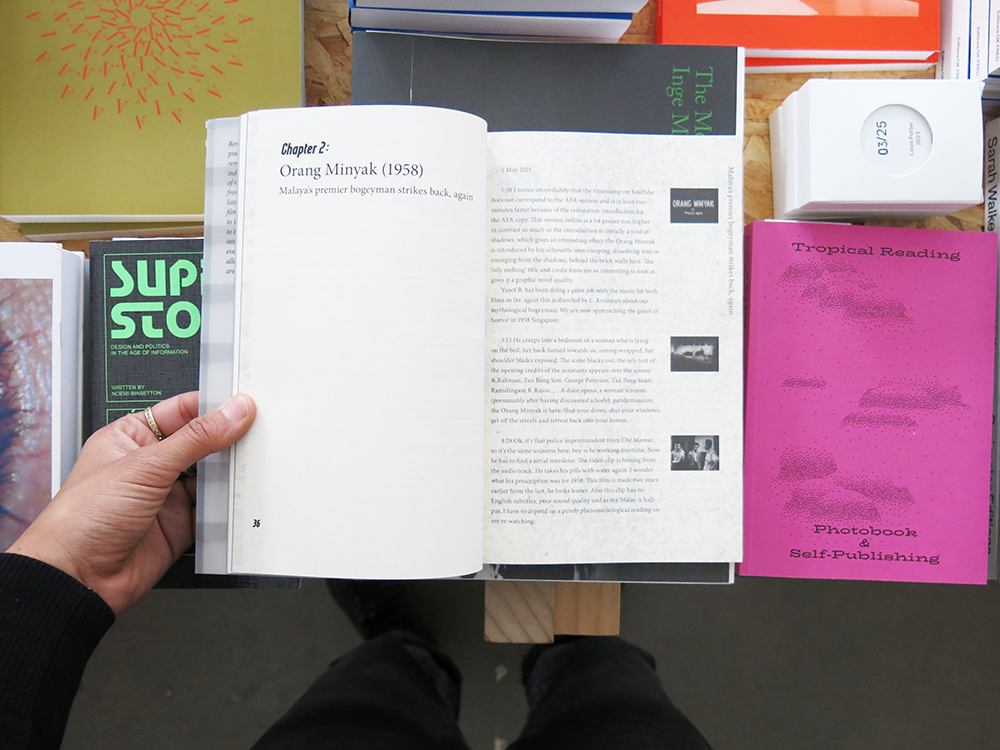 The M
Inge M
03/25
Louis Porter
2023
Sarah Walke
SUP
STO
DESIGN AND POLITICS
IN THE AGE OF INFORMATION
WRITTEN BY
NOEMI BIASETTON
Chapter 2:
Orang Minyak (1958)
Malaya's premier bogeyman strikes back, again
36
1 May 2021
1:50 I notice immediately that the timestamp on YouTube
does not correspond to the AFA version and is at least two
minutes faster because of the restoration introduction for
the AFA copy. This version online is a lot poorer too, higher
in contrast so much so the introduction is literally a void of
shadows, which gives an interesting effect: the Orang Minyak
is introduced by his silhouette seen creeping, dissolving into or
emerging from the shadows, behind the brick walls here. The
'oily melting' title and credit fonts are so interesting to look at,
gives it a graphic novel quality.
Yusof B. has been doing a great job with the music for both
films so far, again this is directed by L. Krishnan about our
mythological bogeyman. We are now approaching the genre of
horror in 1958 Singapore.
3:15 He creeps into a bedroom of a woman who is lying
on the bed, her back turned towards us, sarong-wrapped, her
shoulder blades exposed. The scene blacks out, the oily text of
the opening credits of the assistants appears over the screen:
A.Rahman, Tan Beng Sim, George Paterson, Tan Peng Suan,
Ramalingam K Rajoo.... A door opens, a woman screams
(presumably after having discovered a body), pandemonium,
the Orang Minyak is here. Shut your doors, shut your windows,
get off the streets and retreat back into your homes.
4:28 Ok, it's that police Superintendent from Che Mamat,
so it's the same universe here, boy is he working overtime. Now
he has to find a serial murderer. The video clip is missing from
the audio track. He takes his pills with water again. I wonder
what his prescription was for 1958. This film is made two years
earlier from the last, he looks leaner. Also this clip has no
English subtitles, poor sound quality and as my Malay is half-
par, I have to depend on a purely phenomenological reading on
my re-watching.
ORANG MINYAK
Malaya's premier bogeyman strikes back, again
Tropical Reading
Photobook
&
Self-Publishing